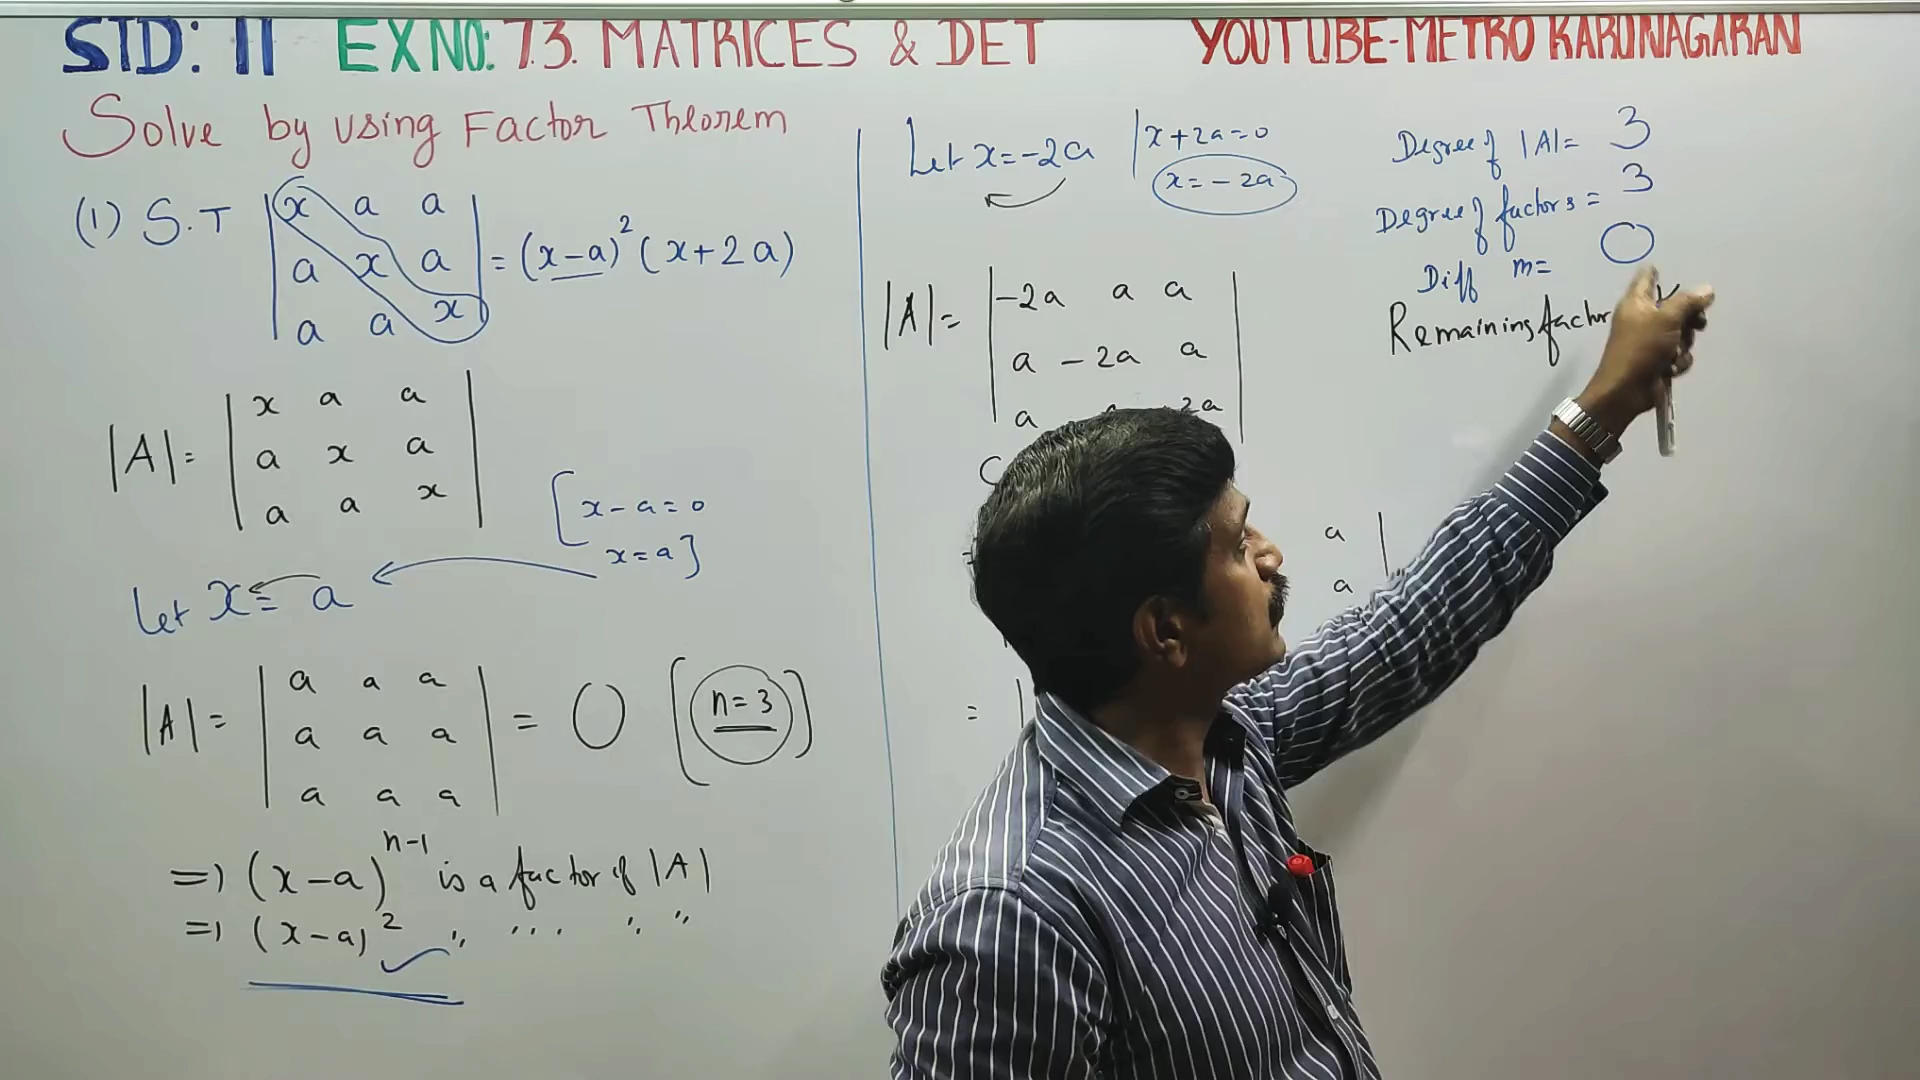 STD: 11 EX NO: 7.3. MATRICES & DET YOUTUBE-METRO KARUNAGARAN
Solve by using Factor Theorem
(1) S.T | x a a |
| a x a | = (x-a)² (x+2a)
| a a x |
|A| = | x a a |
| a x a |
| a a x |
[x-a=0
x=a]
Let x = a
|A| = | a a a |
| a a a | = 0 [n=3]
| a a a |
=> (x-a)ⁿ⁻¹ is a factor of |A|
=> (x-a)² " " " " "
Let x=-2a | x+2a=0
x=-2a
|A| = | -2a a a |
| a -2a a |
| a 2a |
a |
a
= |
Degree of |A| = 3
Degree of factors = 3
Diff m= 0
Remaining factor